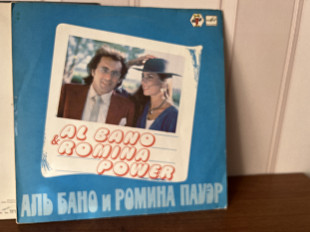 AL BANO
& ROMINA
POWER
АЛЬ БАНО и РОМИНА ПАУЭР